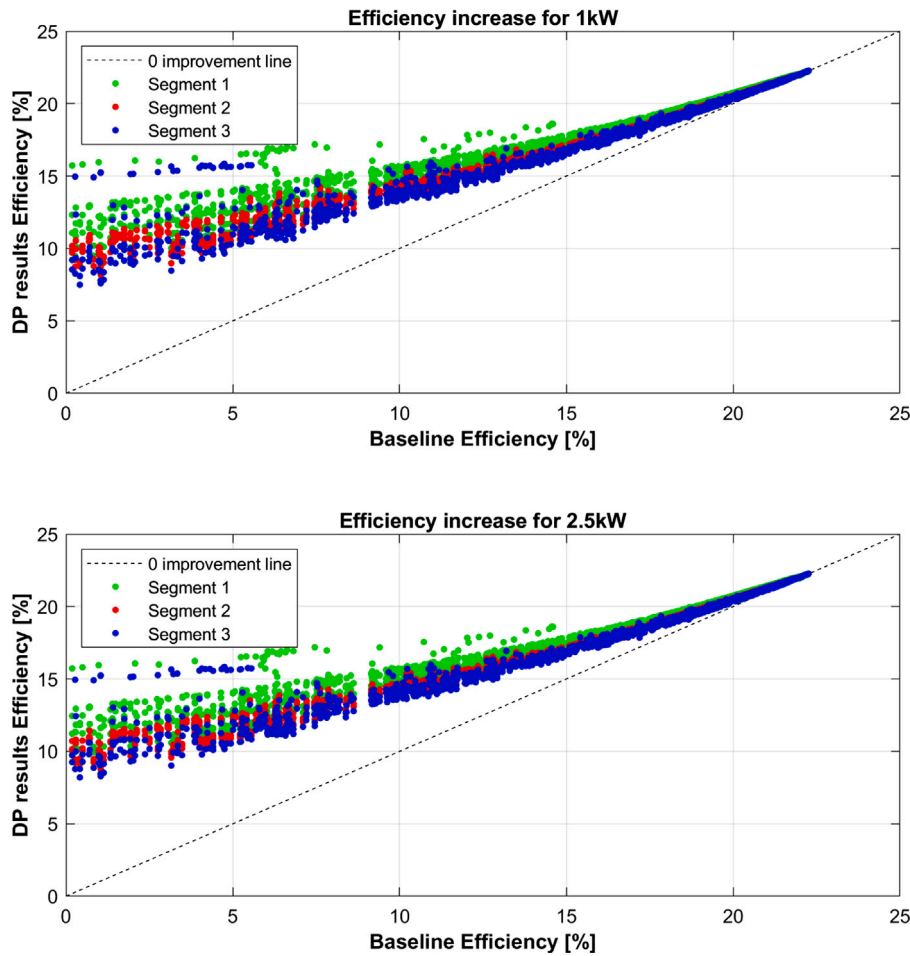 Efficiency increase for 1kW
25
20
15
10
5
0
DP results Efficiency [%]
0 improvement line
Segment 1
Segment 2
Segment 3
0 5 10 15 20 25
Baseline Efficiency [%]
Efficiency increase for 2.5kW
25
20
15
10
5
0
DP results Efficiency [%]
0 improvement line
Segment 1
Segment 2
Segment 3
0 5 10 15 20 25
Baseline Efficiency [%]